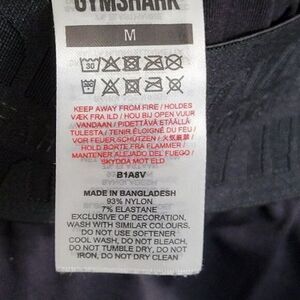 GYMSHARK
M
30
KEEP AWAY FROM FIRE / HOLDES
VÆK FRA ILD / HOU BIJ OPEN VUUR
VANDAAN / PIDETTÄVÄ ETÄÄLLÄ
TULESTA / TENIR ÉLOIGNÉ DU FEU /
VOR FEUER SCHÜTZEN / 火気厳禁 /
HOLD BORTE FRA FLAMMER /
MANTENER ALEJADO DEL FUEGO /
SKYDDA MOT ELD
B1A8V
MADE IN BANGLADESH
93% NYLON
7% ELASTANE
EXCLUSIVE OF DECORATION,
WASH WITH SIMILAR COLOURS,
DO NOT USE SOFTENER
COOL WASH, DO NOT BLEACH,
DO NOT TUMBLE DRY, DO NOT
IRON, DO NOT DRY CLEAN